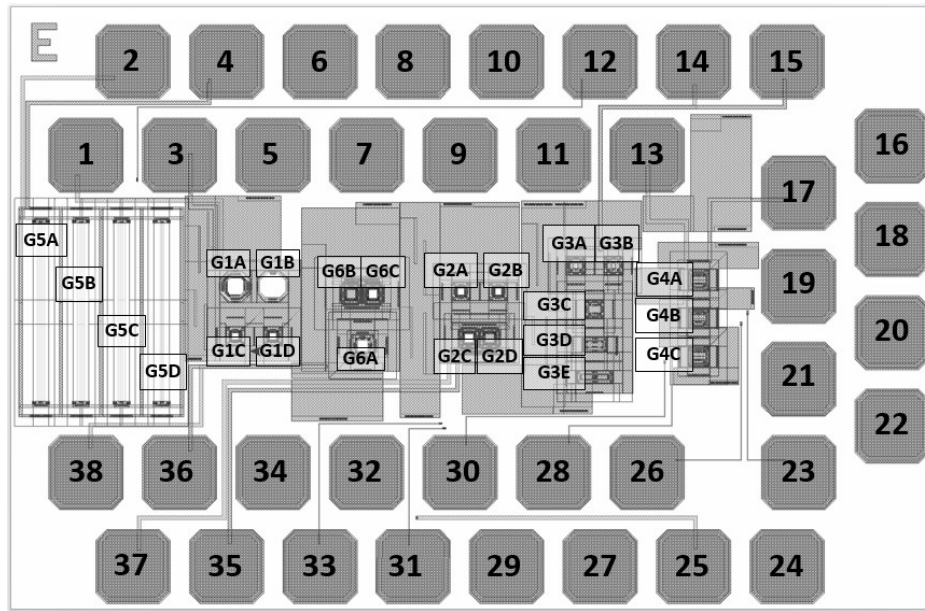 E
2 4 6 8 10 12 14 15
16
1 3 5 7 9 11 13
17
18
G5A G1A G1B G6B G6C G2A G2B G3A G3B
G5B G4A 19
G3C
G5C G4B 20
G3D
G1C G1D G6A G2C G2D G4C
G5D G3E 21
22
38 36 34 32 30 28 26 23
37 35 33 31 29 27 25 24